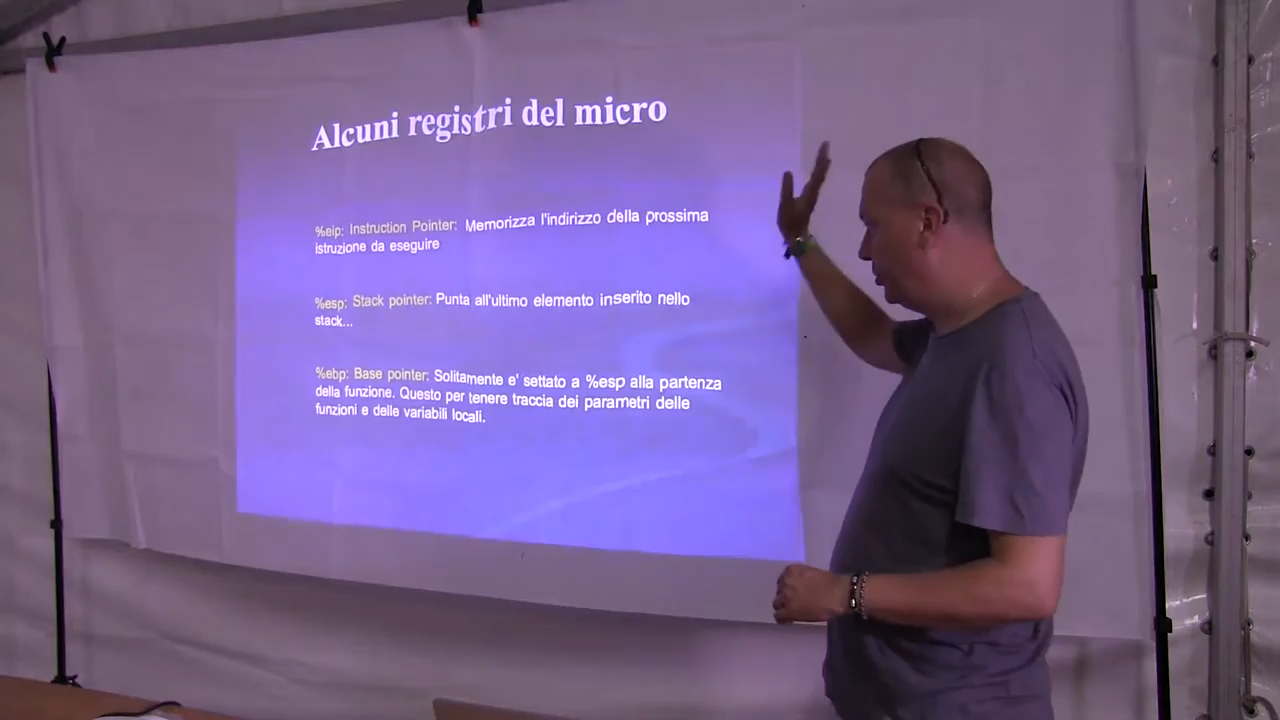 Alcuni registri del micro
%eip: Instruction Pointer: Memorizza l'indirizzo della prossima
istruzione da eseguire
%esp: Stack pointer: Punta all'ultimo elemento inserito nello
stack...
%ebp: Base pointer: Solitamente e' settato a %esp alla partenza
della funzione. Questo per tenere traccia dei parametri delle
funzioni e delle variabili locali.